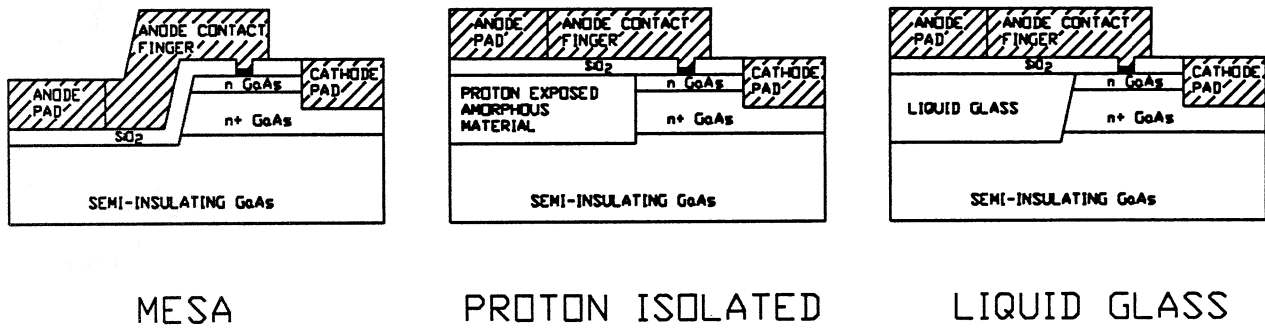 ANODE CONTACT
FINGER
ANODE
PAD
CATHODE
PAD
n GaAs
n+ GaAs
SiO2
SEMI-INSULATING GaAs
MESA
ANODE
PAD
ANODE CONTACT
FINGER
SiO2
CATHODE
PAD
n GaAs
PROTON EXPOSED
AMORPHOUS
MATERIAL
n+ GaAs
SEMI-INSULATING GaAs
PROTON ISOLATED
ANODE
PAD
ANODE CONTACT
FINGER
SiO2
CATHODE
PAD
n GaAs
LIQUID GLASS
n+ GaAs
SEMI-INSULATING GaAs
LIQUID GLASS